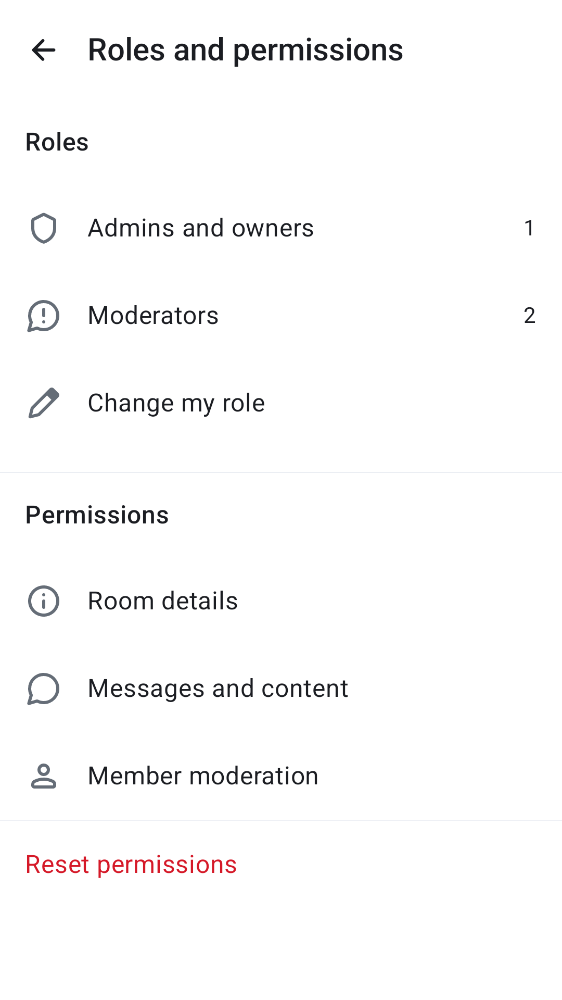 Roles and permissions
Roles
Admins and owners 1
Moderators 2
Change my role
Permissions
Room details
Messages and content
Member moderation
Reset permissions